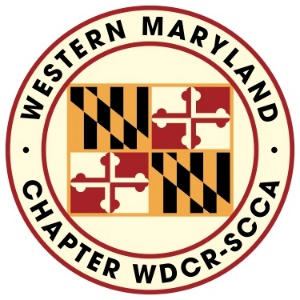 · WESTERN MARYLAND ·
CHAPTER WDCR-SCCA